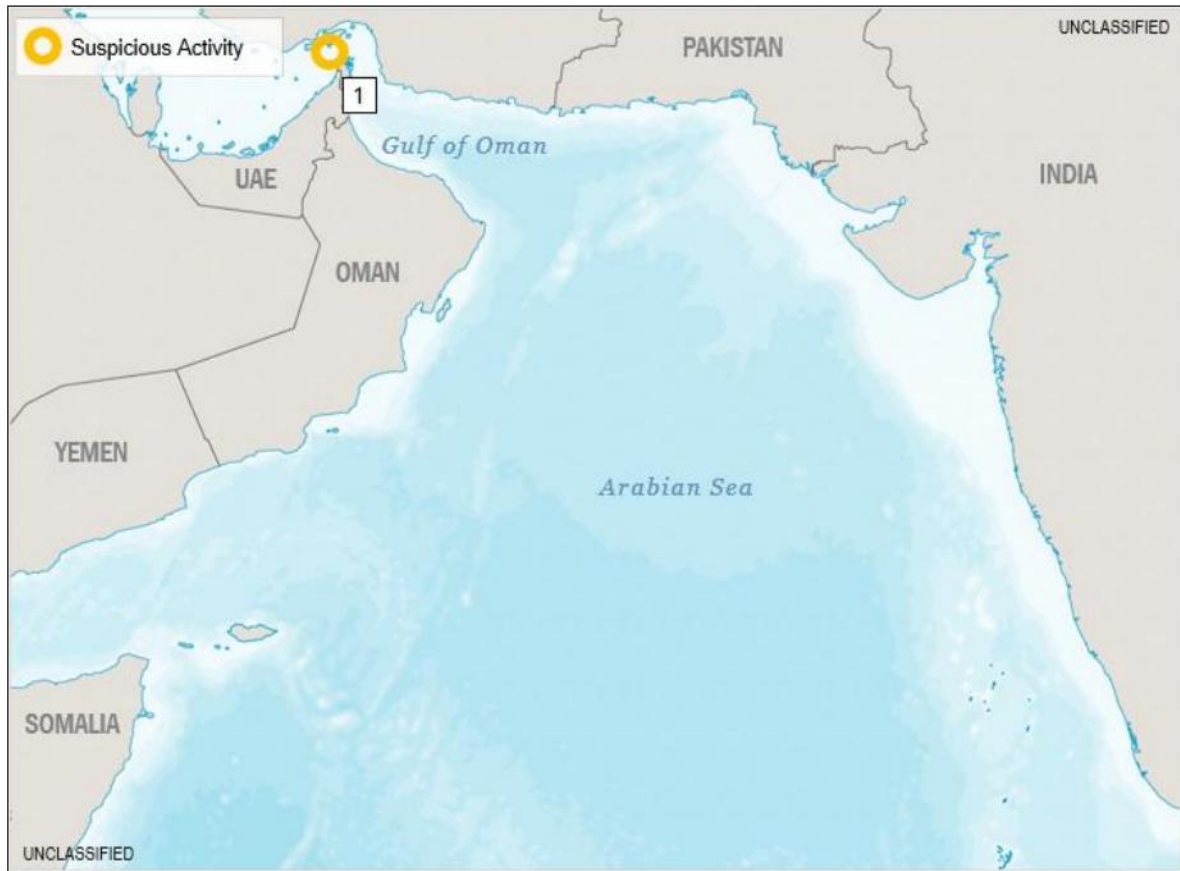 Suspicious Activity
UNCLASSIFIED
PAKISTAN
1
Gulf of Oman
UAE
INDIA
OMAN
YEMEN
Arabian Sea
SOMALIA
UNCLASSIFIED